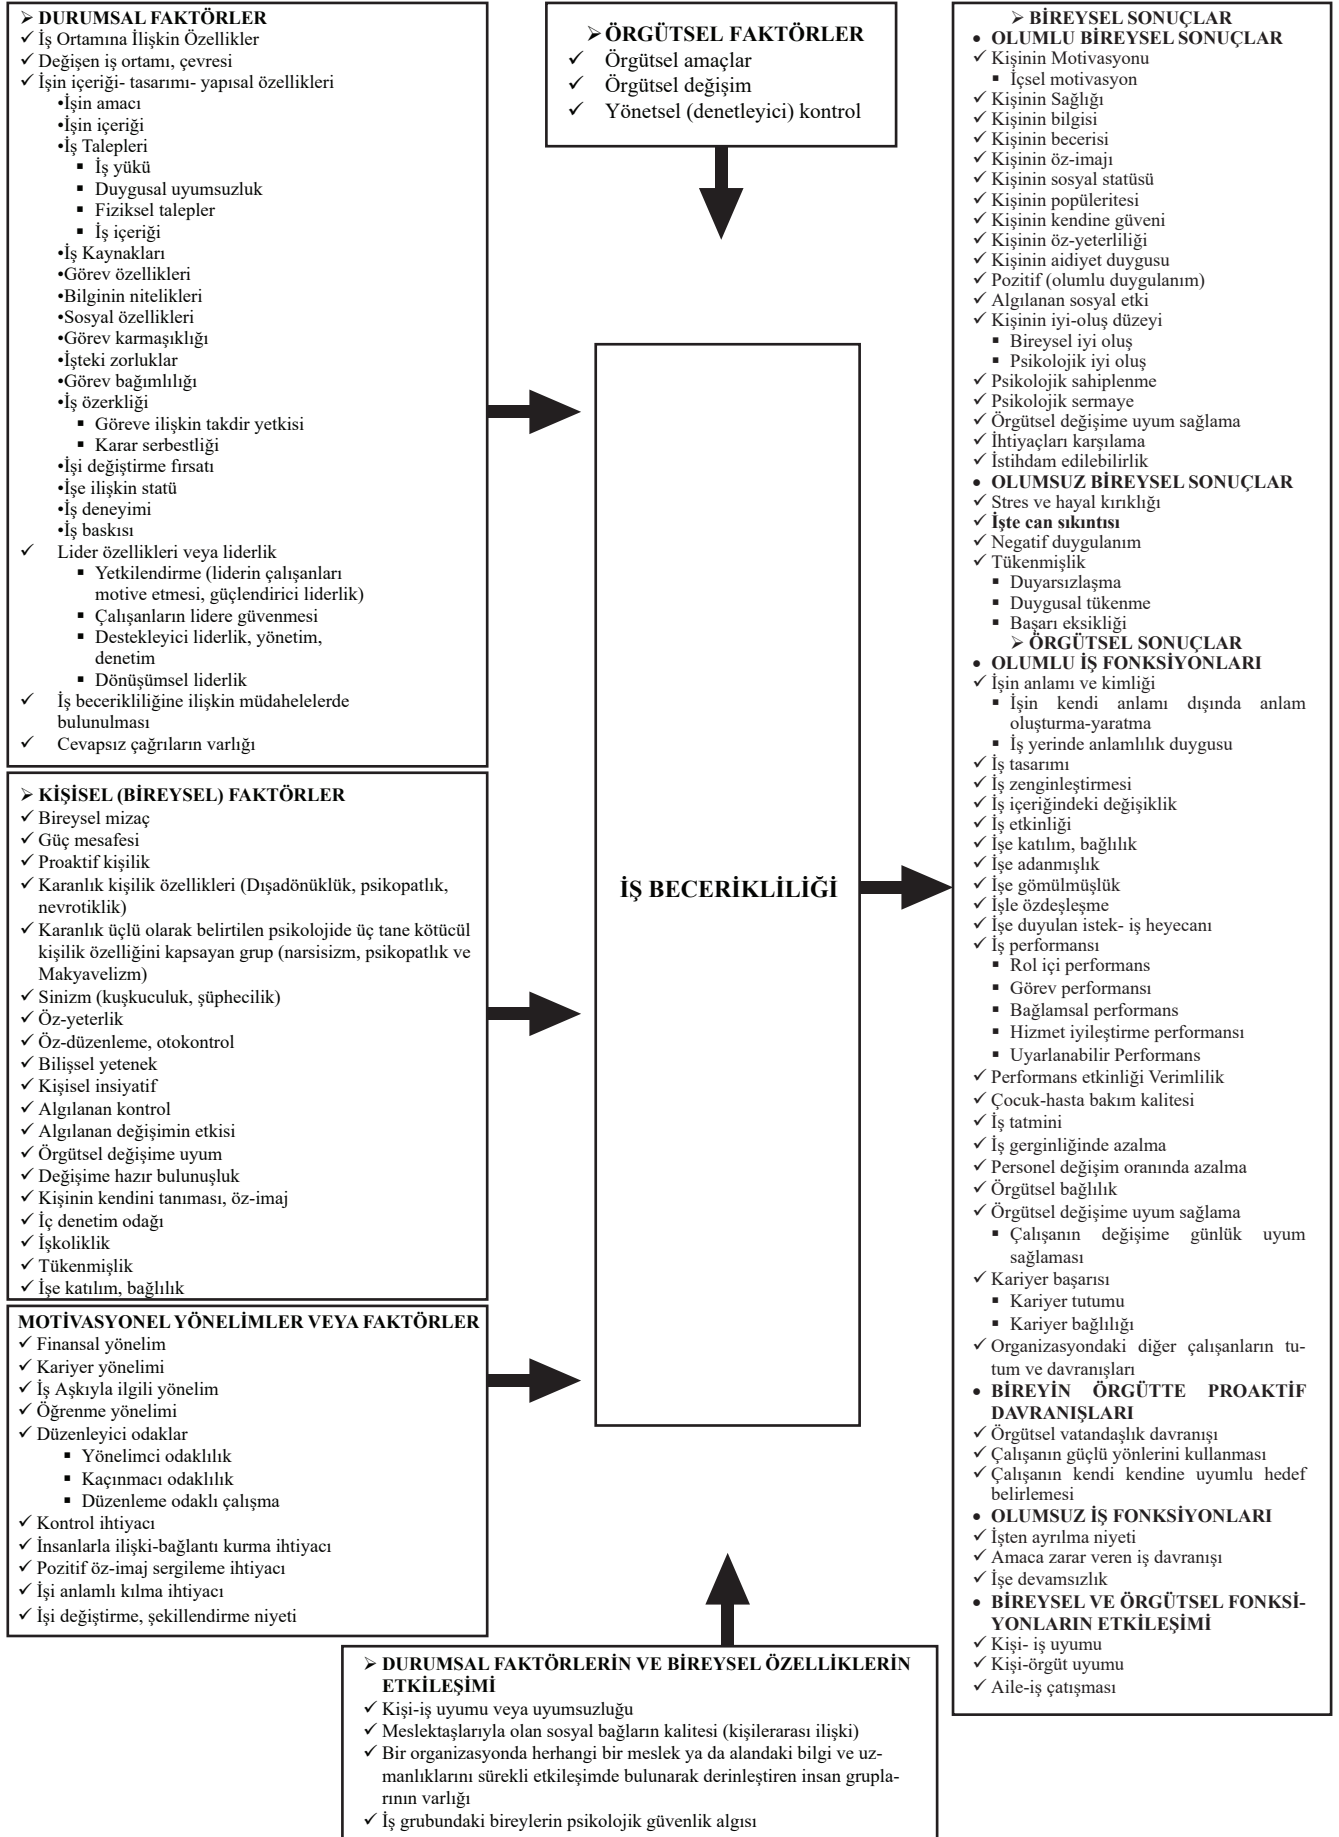 ➢ DURUMSAL FAKTÖRLER
✓ İş Ortamına İlişkin Özellikler
✓ Değişen iş ortamı, çevresi
✓ İşin içeriği- tasarımı- yapısal özellikleri
•İşin amacı
•İşin içeriği
•İş Talepleri
▪ İş yükü
▪ Duygusal uyumsuzluk
▪ Fiziksel talepler
▪ İş içeriği
•İş Kaynakları
•Görev özellikleri
•Bilginin nitelikleri
•Sosyal özellikleri
•Görev karmaşıklığı
•İşteki zorluklar
•Görev bağımlılığı
•İş özerkliği
▪ Göreve ilişkin takdir yetkisi
▪ Karar serbestliği
•İşi değiştirme fırsatı
•İşe ilişkin statü
•İş deneyimi
•İş baskısı
✓ Lider özellikleri veya liderlik
▪ Yetkilendirme (liderin çalışanları
motive etmesi, güçlendirici liderlik)
▪ Çalışanların lidere güvenmesi
▪ Destekleyici liderlik, yönetim,
denetim
▪ Dönüşümsel liderlik
✓ İş becerikliliğine ilişkin müdahelelerde
bulunulması
✓ Cevapsız çağrıların varlığı
➢ KİŞİSEL (BİREYSEL) FAKTÖRLER
✓ Bireysel mizaç
✓ Güç mesafesi
✓ Proaktif kişilik
✓ Karanlık kişilik özellikleri (Dışadönüklük, psikopatlık,
nevrotiklik)
✓ Karanlık üçlü olarak belirtilen psikolojide üç tane kötücül
kişilik özelliğini kapsayan grup (narsisizm, psikopatlık ve
Makyavelizm)
✓ Sinizm (kuşkuculuk, şüphecilik)
✓ Öz-yeterlik
✓ Öz-düzenleme, otokontrol
✓ Bilişsel yetenek
✓ Kişisel insiyatif
✓ Algılanan kontrol
✓ Algılanan değişimin etkisi
✓ Örgütsel değişime uyum
✓ Değişime hazır bulunuşluk
✓ Kişinin kendini tanıması, öz-imaj
✓ İç denetim odağı
✓ İşkoliklik
✓ Tükenmişlik
✓ İşe katılım, bağlılık
MOTİVASYONEL YÖNELİMLER VEYA FAKTÖRLER
✓ Finansal yönelim
✓ Kariyer yönelimi
✓ İş Aşkıyla ilgili yönelim
✓ Öğrenme yönelimi
✓ Düzenleyici odaklar
▪ Yönelimci odaklılık
▪ Kaçınmacı odaklılık
▪ Düzenleme odaklı çalışma
✓ Kontrol ihtiyacı
✓ İnsanlarla ilişki-bağlantı kurma ihtiyacı
✓ Pozitif öz-imaj sergileme ihtiyacı
✓ İşi anlamlı kılma ihtiyacı
✓ İşi değiştirme, şekillendirme niyeti
➢ ÖRGÜTSEL FAKTÖRLER
✓ Örgütsel amaçlar
✓ Örgütsel değişim
✓ Yönetsel (denetleyici) kontrol
İŞ BECERİKLİLİĞİ
➢ DURUMSAL FAKTÖRLERİN VE BİREYSEL ÖZELLİKLERİN
ETKİLEŞİMİ
✓ Kişi-iş uyumu veya uyumsuzluğu
✓ Meslektaşlarıyla olan sosyal bağların kalitesi (kişilerarası ilişki)
✓ Bir organizasyonda herhangi bir meslek ya da alandaki bilgi ve uz-
manlıklarını sürekli etkileşimde bulunarak derinleştiren insan grupla-
rının varlığı
✓ İş grubundaki bireylerin psikolojik güvenlik algısı
➢ BİREYSEL SONUÇLAR
• OLUMLU BİREYSEL SONUÇLAR
✓ Kişinin Motivasyonu
▪ İçsel motivasyon
✓ Kişinin Sağlığı
✓ Kişinin bilgisi
✓ Kişinin becerisi
✓ Kişinin öz-imajı
✓ Kişinin sosyal statüsü
✓ Kişinin popüleritesi
✓ Kişinin kendine güveni
✓ Kişinin öz-yeterliliği
✓ Kişinin aidiyet duygusu
✓ Pozitif (olumlu duygulanım)
✓ Algılanan sosyal etki
✓ Kişinin iyi-oluş düzeyi
▪ Bireysel iyi oluş
▪ Psikolojik iyi oluş
✓ Psikolojik sahiplenme
✓ Psikolojik sermaye
✓ Örgütsel değişime uyum sağlama
✓ İhtiyaçları karşılama
✓ İstihdam edilebilirlik
• OLUMSUZ BİREYSEL SONUÇLAR
✓ Stres ve hayal kırıklığı
✓ İşte can sıkıntısı
✓ Negatif duygulanım
✓ Tükenmişlik
▪ Duyarsızlaşma
▪ Duygusal tükenme
▪ Başarı eksikliği
➢ ÖRGÜTSEL SONUÇLAR
• OLUMLU İŞ FONKSİYONLARI
✓ İşin anlamı ve kimliği
▪ İşin kendi anlamı dışında anlam
oluşturma-yaratma
▪ İş yerinde anlamlılık duygusu
✓ İş tasarımı
✓ İş zenginleştirmesi
✓ İş içeriğindeki değişiklik
✓ İş etkinliği
✓ İşe katılım, bağlılık
✓ İşe adanmışlık
✓ İşe gömülmüşlük
✓ İşle özdeşleşme
✓ İşe duyulan istek- iş heyecanı
✓ İş performansı
▪ Rol içi performans
▪ Görev performansı
▪ Bağlamsal performans
▪ Hizmet iyileştirme performansı
▪ Uyarlanabilir Performans
✓ Performans etkinliği Verimlilik
✓ Çocuk-hasta bakım kalitesi
✓ İş tatmini
✓ İş gerginliğinde azalma
✓ Personel değişim oranında azalma
✓ Örgütsel bağlılık
✓ Örgütsel değişime uyum sağlama
▪ Çalışanın değişime günlük uyum
sağlaması
✓ Kariyer başarısı
▪ Kariyer tutumu
▪ Kariyer bağlılığı
✓ Organizasyondaki diğer çalışanların tu-
tum ve davranışları
• BİREYİN ÖRGÜTTE PROAKTİF
DAVRANIŞLARI
✓ Örgütsel vatandaşlık davranışı
✓ Çalışanın güçlü yönlerini kullanması
✓ Çalışanın kendi kendine uyumlu hedef
belirlemesi
• OLUMSUZ İŞ FONKSİYONLARI
✓ İşten ayrılma niyeti
✓ Amaca zarar veren iş davranışı
✓ İşe devamsızlık
• BİREYSEL VE ÖRGÜTSEL FONKSİ-
YONLARIN ETKİLEŞİMİ
✓ Kişi- iş uyumu
✓ Kişi-örgüt uyumu
✓ Aile-iş çatışması